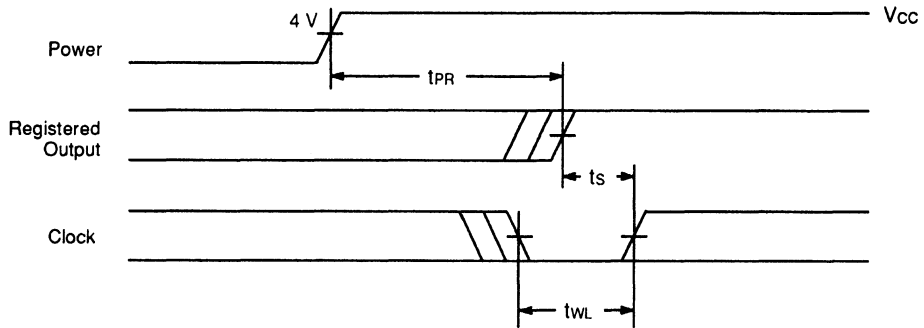 4 V
VCC
Power
tPR
Registered
Output
tS
Clock
tWL